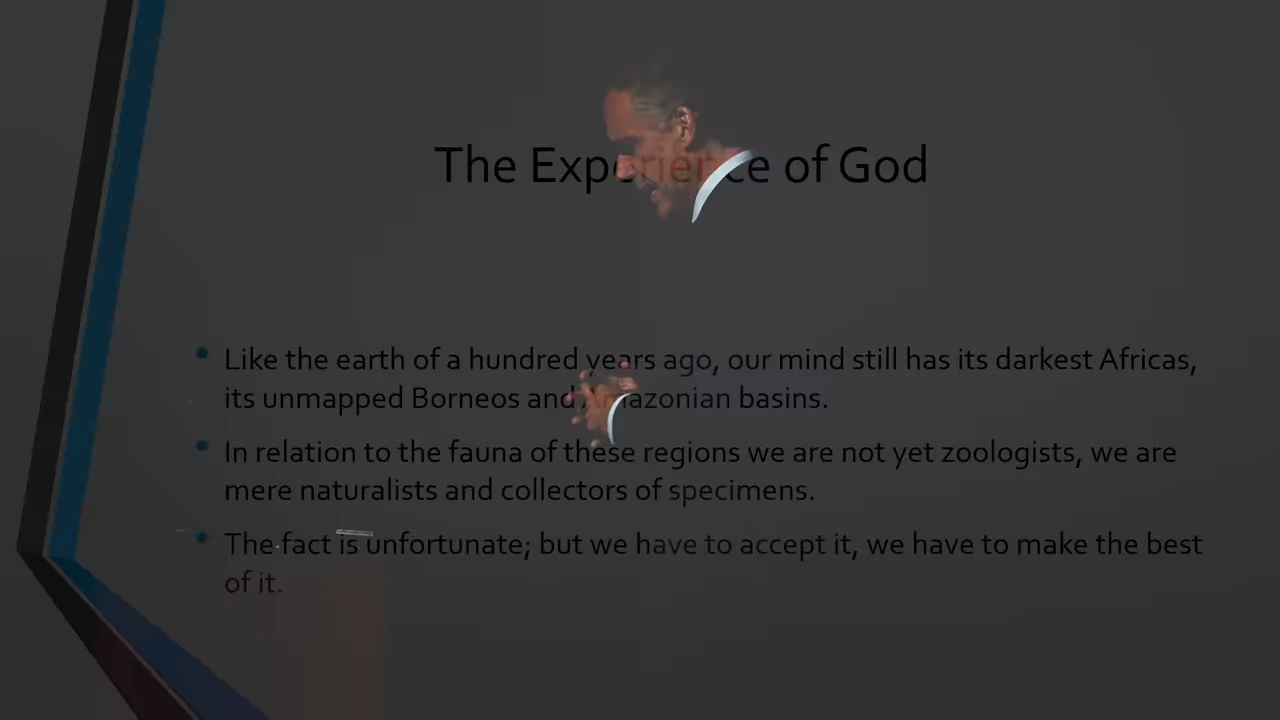 The Experience of God
Like the earth of a hundred years ago, our mind still has its darkest Africas,
its unmapped Borneos and Amazonian basins.
In relation to the fauna of these regions we are not yet zoologists, we are
mere naturalists and collectors of specimens.
The fact is unfortunate; but we have to accept it, we have to make the best
of it.